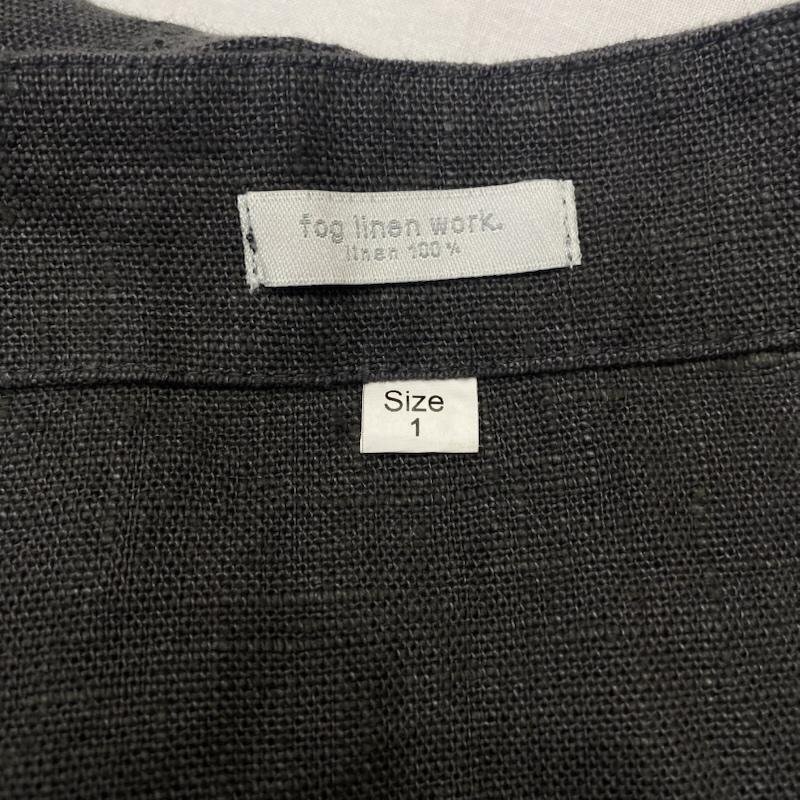 fog linen work.
linen 100%
Size
1